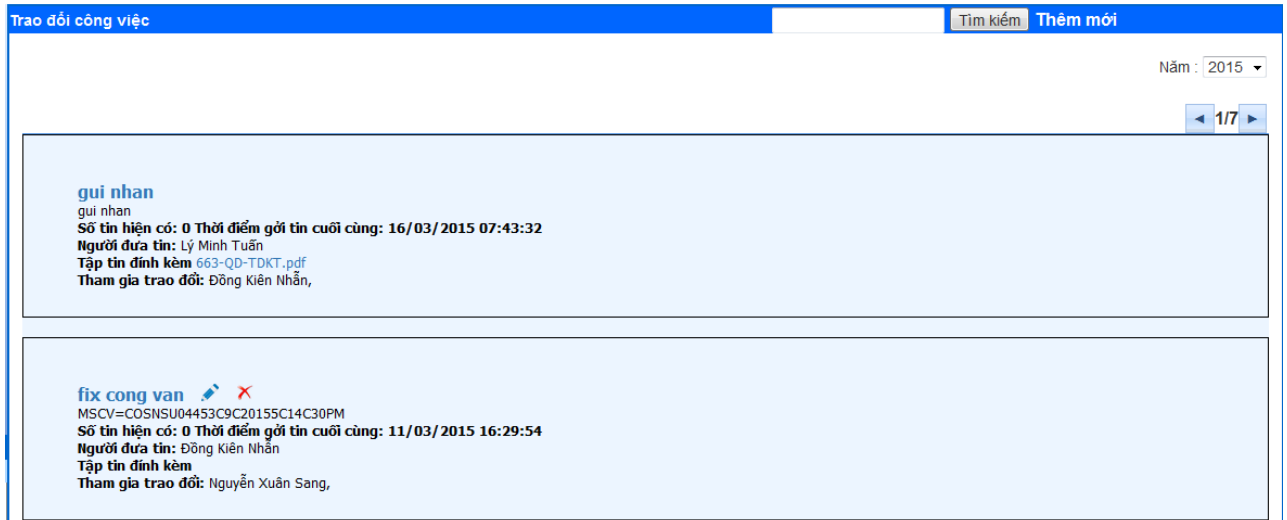 Trao đổi công việc Tìm kiếm Thêm mới
Năm : 2015
1/7
gui nhan
gui nhan
Số tin hiện có: 0 Thời điểm gởi tin cuối cùng: 16/03/2015 07:43:32
Người đưa tin: Lý Minh Tuấn
Tập tin đính kèm 663-QD-TDKT.pdf
Tham gia trao đổi: Đồng Kiên Nhẫn,
fix cong van
MSCV=COSNSU04453C9C20155C14C30PM
Số tin hiện có: 0 Thời điểm gởi tin cuối cùng: 11/03/2015 16:29:54
Người đưa tin: Đồng Kiên Nhẫn
Tập tin đính kèm
Tham gia trao đổi: Nguyễn Xuân Sang,